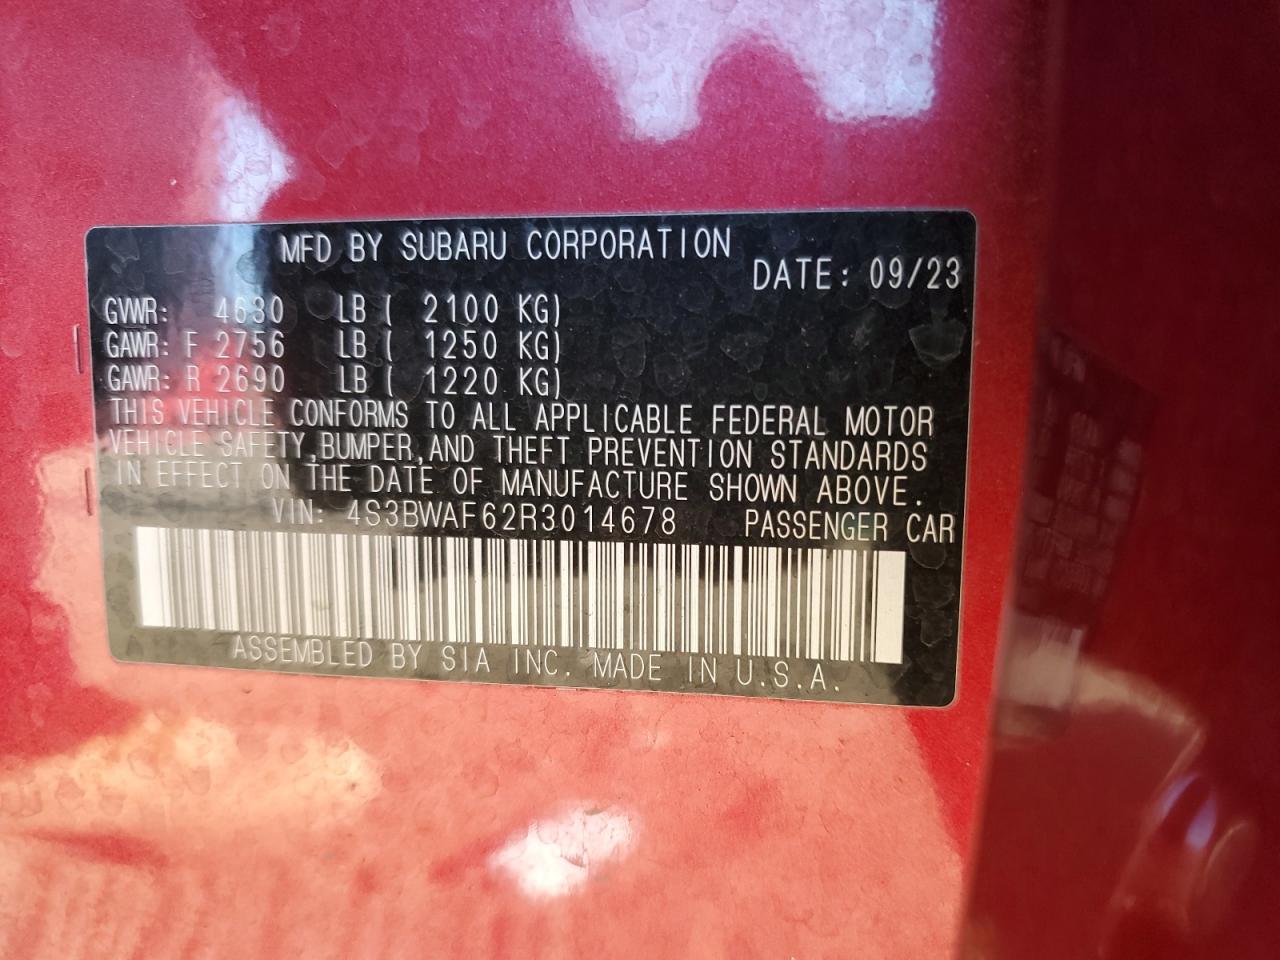 MFD BY SUBARU CORPORATION
DATE: 09/23
GVWR: 4630 LB ( 2100 KG)
GAWR: F 2756 LB ( 1250 KG)
GAWR: R 2690 LB ( 1220 KG)
THIS VEHICLE CONFORMS TO ALL APPLICABLE FEDERAL MOTOR
VEHICLE SAFETY,BUMPER,AND THEFT PREVENTION STANDARDS
IN EFFECT ON THE DATE OF MANUFACTURE SHOWN ABOVE.
VIN: 4S3BWAF62R3014678 PASSENGER CAR
ASSEMBLED BY SIA INC. MADE IN U.S.A.